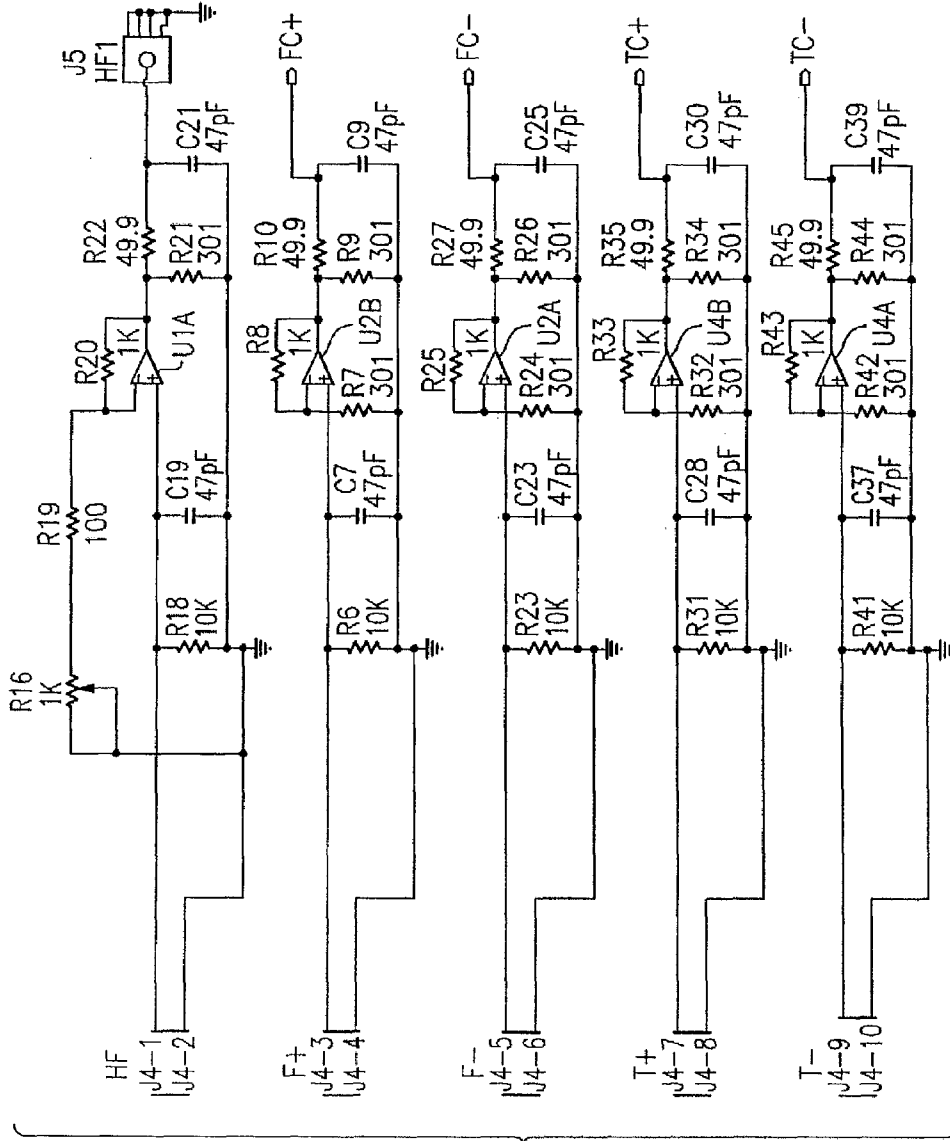 J5
HF1
R16
1K
R19
100
R20
1K
U1A
R22
49.9
R21
301
C21
47pF
R18
10K
C19
47pF
HF
J4-1
J4-2
FC+
R8
1K
U2B
R10
49.9
R9
301
C9
47pF
R7
301
C7
47pF
R6
10K
F+
J4-3
J4-4
FC-
R25
1K
U2A
R27
49.9
R26
301
C25
47pF
R24
301
C23
47pF
R23
10K
F-
J4-5
J4-6
TC+
R33
1K
U4B
R35
49.9
R34
301
C30
47pF
R32
301
C28
47pF
R31
10K
T+
J4-7
J4-8
TC-
R43
1K
U4A
R45
49.9
R44
301
C39
47pF
R42
301
C37
47pF
R41
10K
T-
J4-9
J4-10